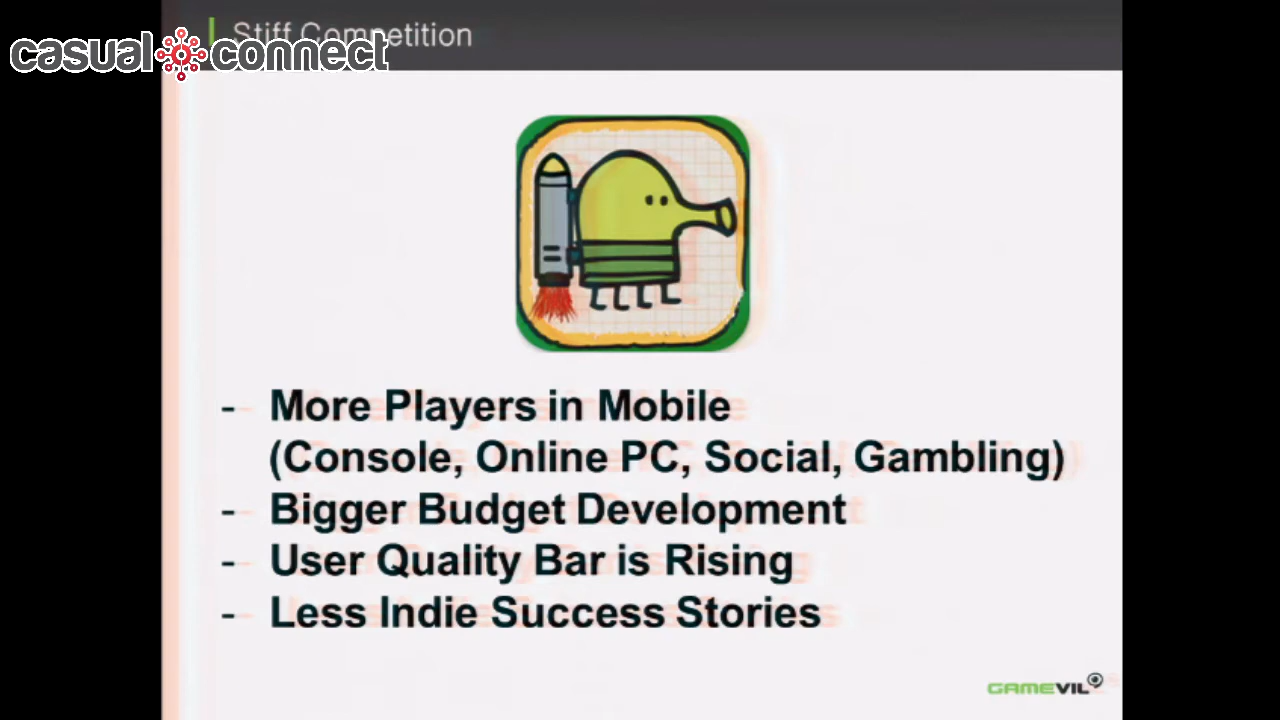 Stiff Competition
casual connect
- More Players in Mobile
(Console, Online PC, Social, Gambling)
- Bigger Budget Development
- User Quality Bar is Rising
- Less Indie Success Stories
GAMEVIL